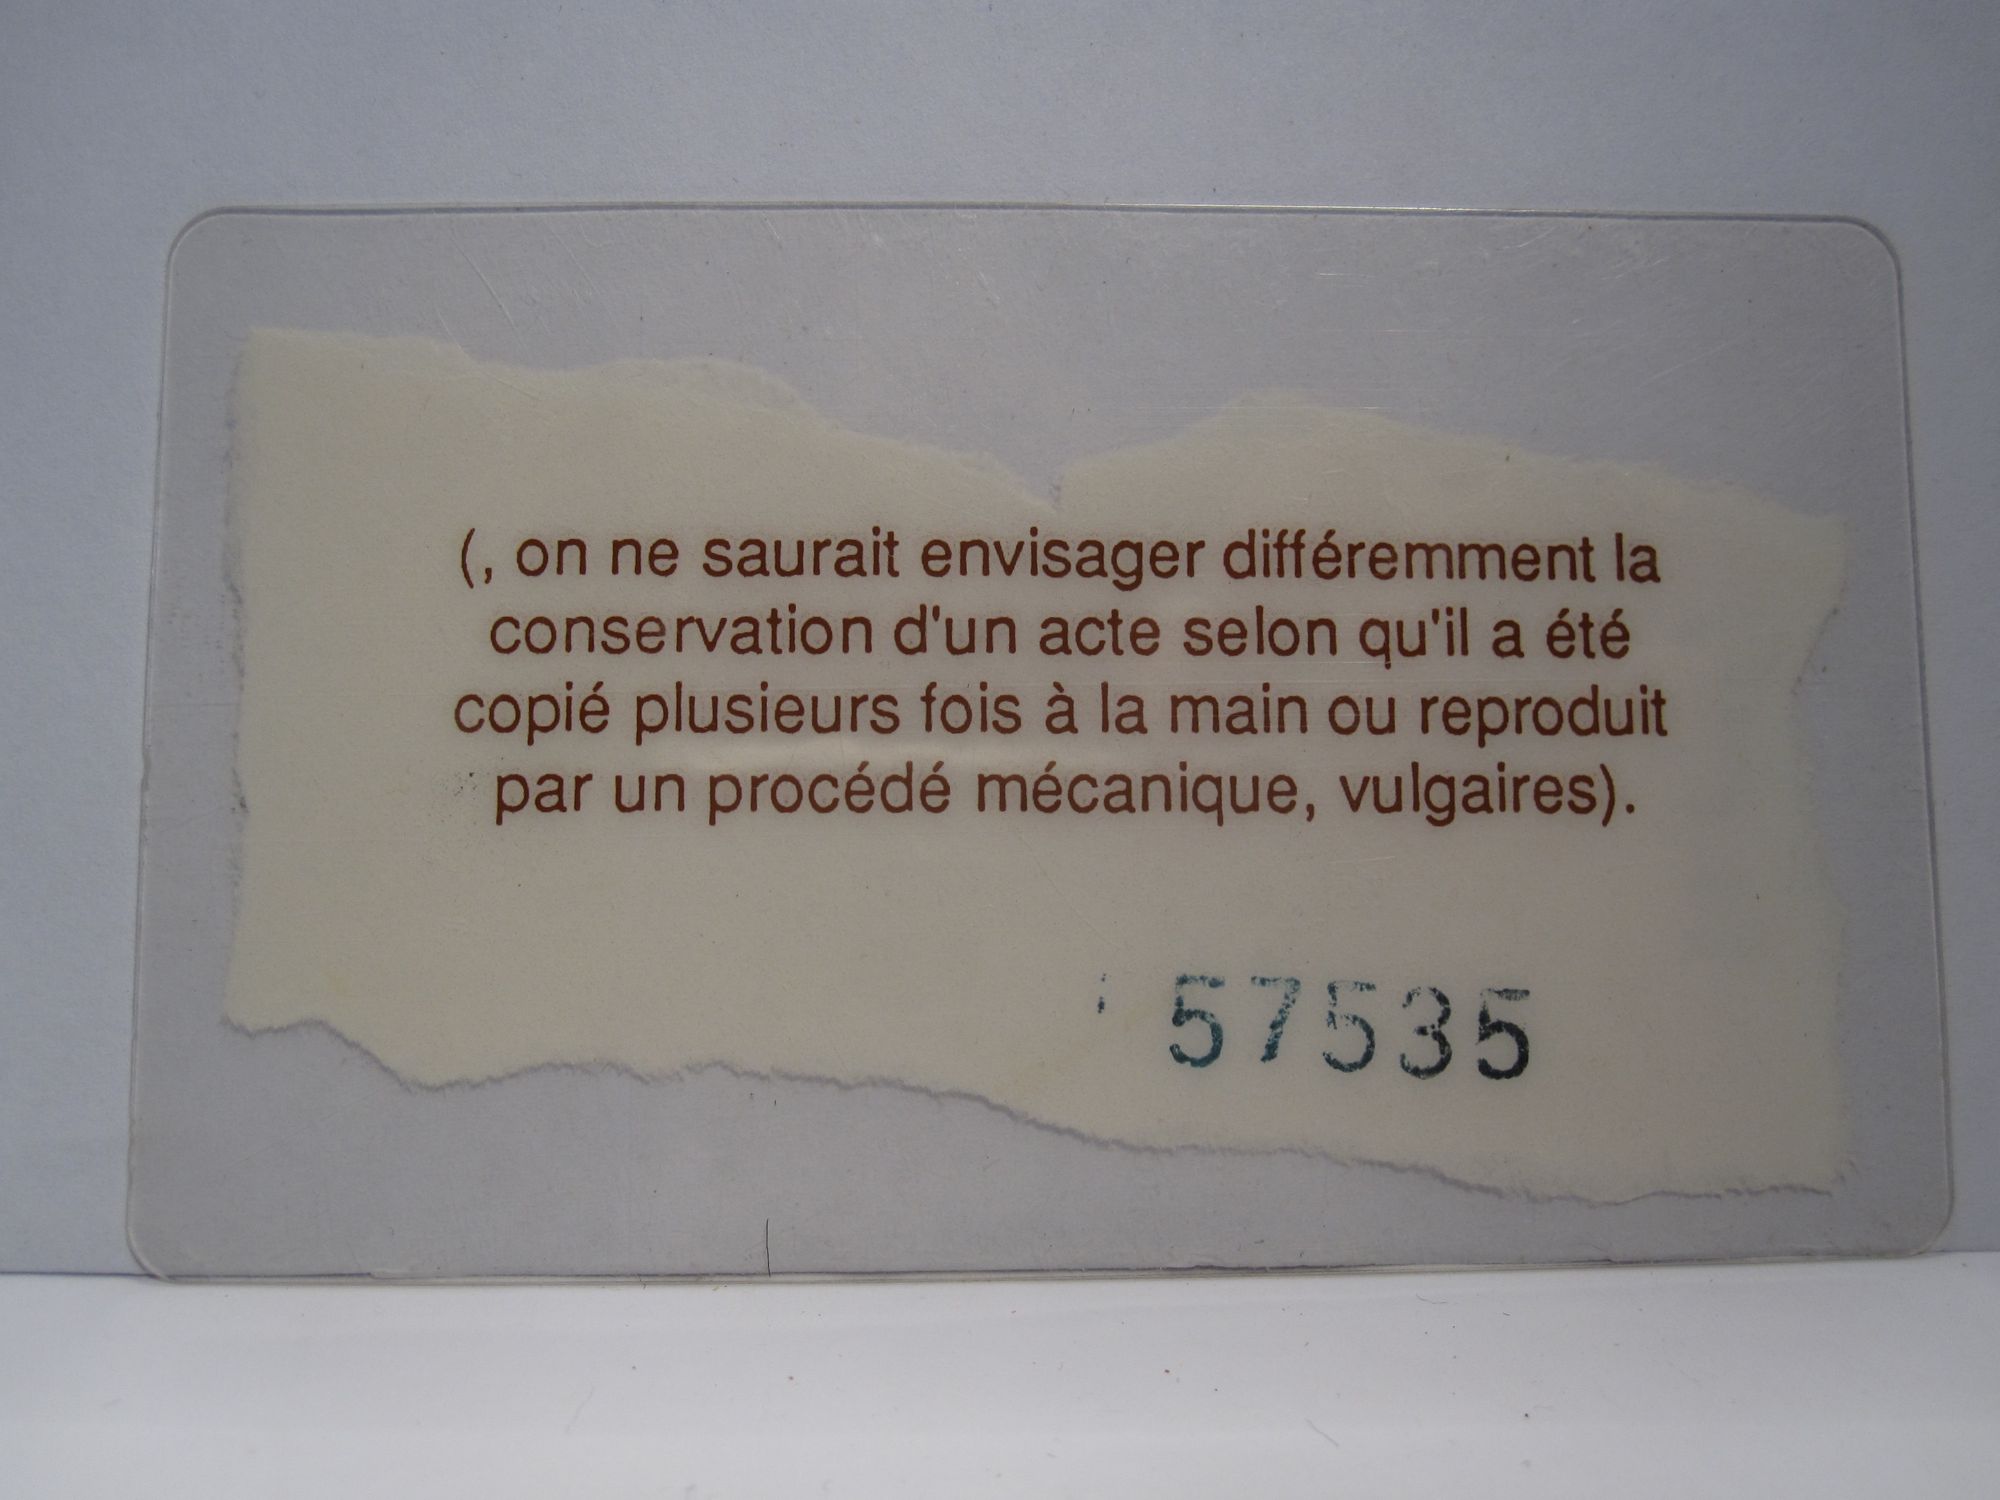 (, on ne saurait envisager différemment la
conservation d'un acte selon qu'il a été
copié plusieurs fois à la main ou reproduit
par un procédé mécanique, vulgaires).
57535